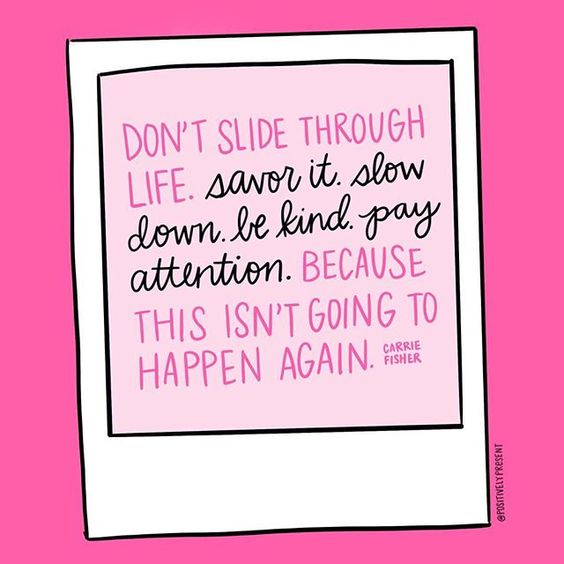 DON'T SLIDE THROUGH
LIFE. savor it. slow
down. be kind. pay
attention. BECAUSE
THIS ISN'T GOING TO
HAPPEN AGAIN.
CARRIE
FISHER
@POSITIVELYPRESENT